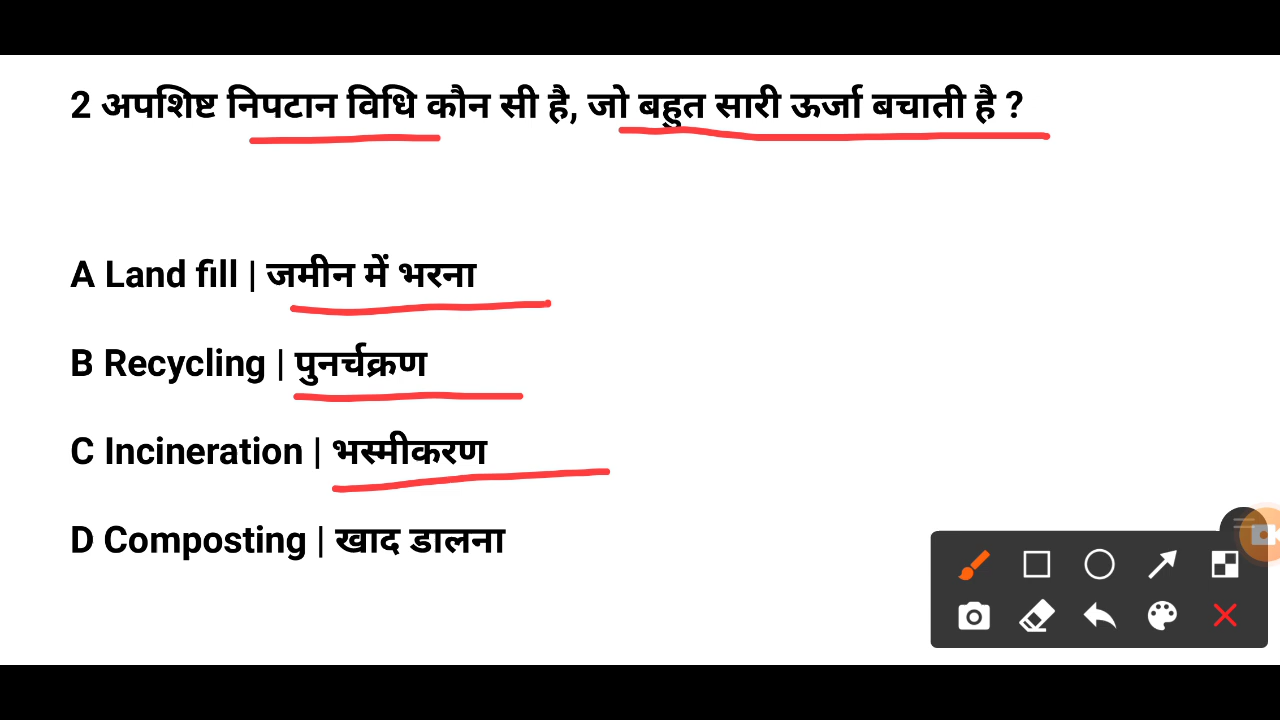 2 अपशिष्ट निपटान विधि कौन सी है, जो बहुत सारी ऊर्जा बचाती है ?
A Land fill | जमीन में भरना
B Recycling | पुनर्चक्रण
C Incineration | भस्मीकरण
D Composting | खाद डालना